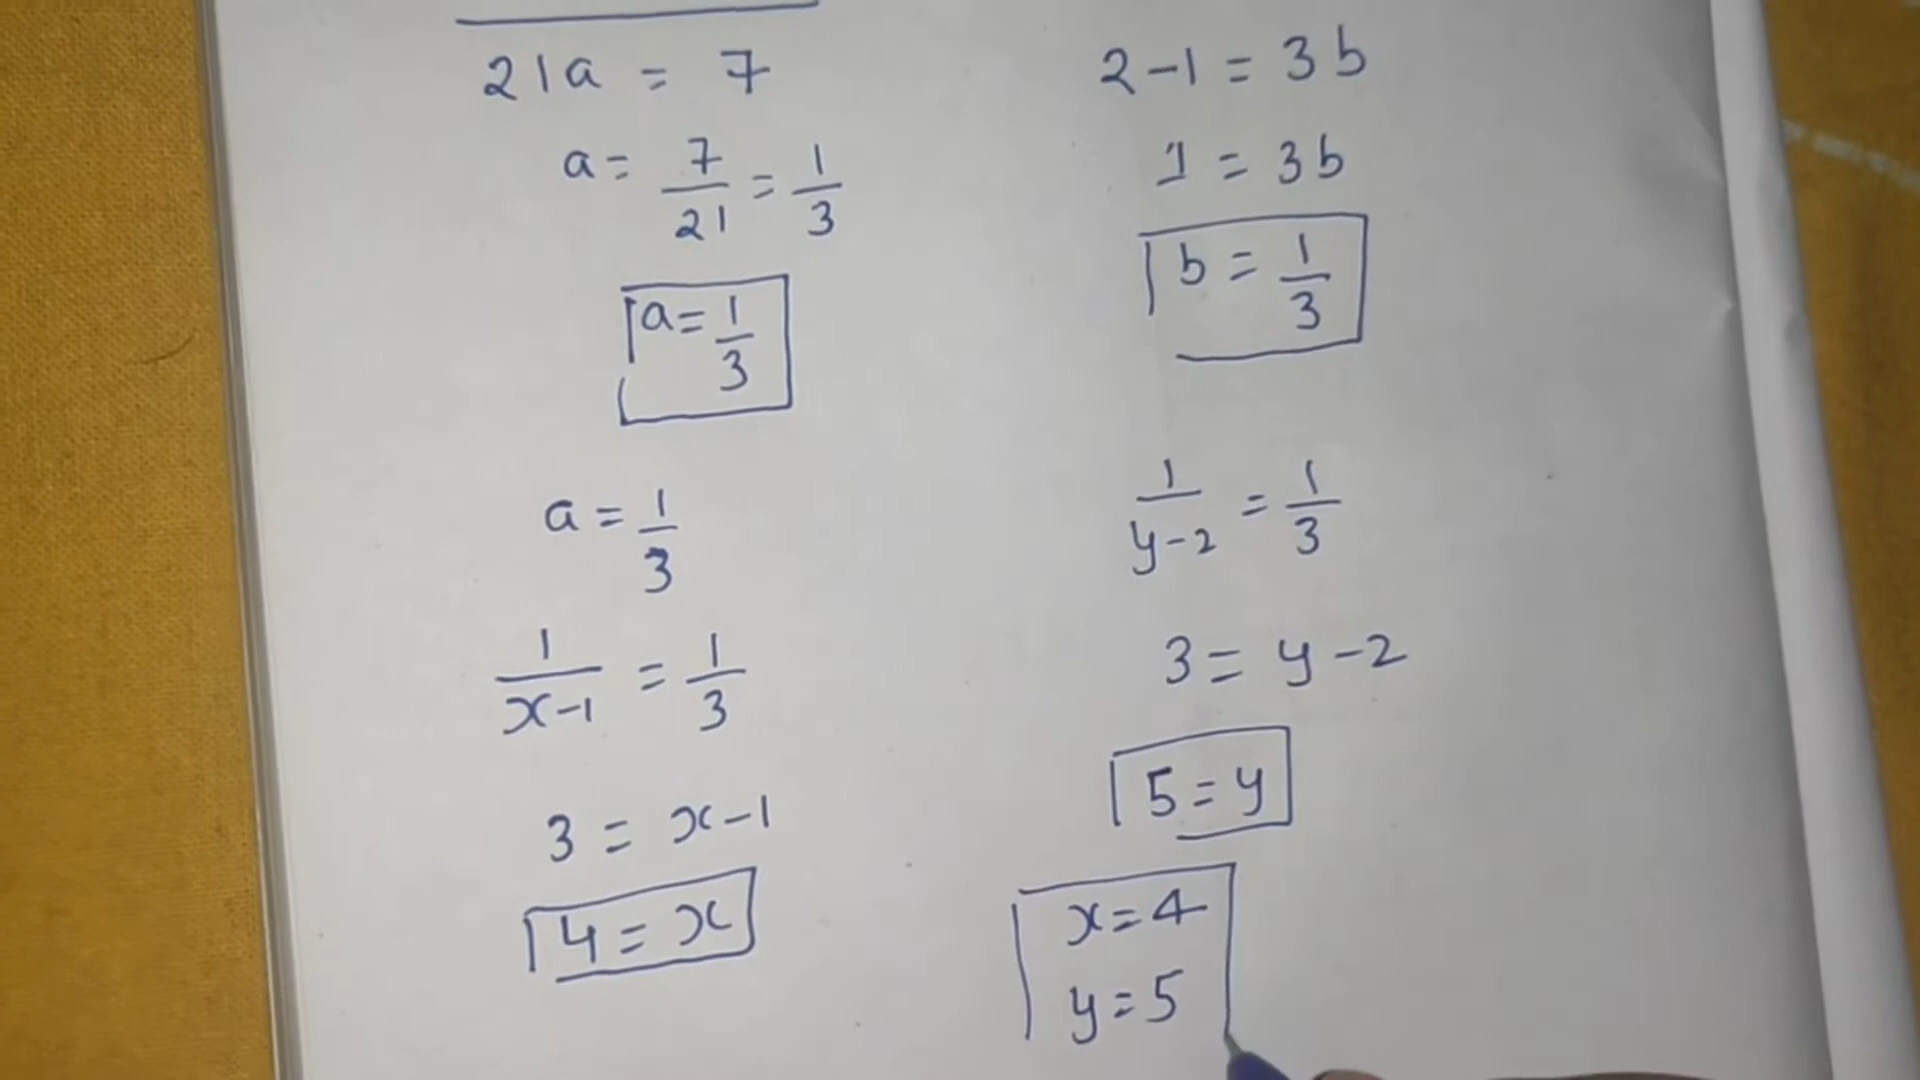 21a = 7
a = 7/21 = 1/3
a = 1/3
a = 1/3
1/(x-1) = 1/3
3 = x-1
4 = x
2-1 = 3b
1 = 3b
b = 1/3
1/(y-2) = 1/3
3 = y-2
5 = y
x = 4
y = 5